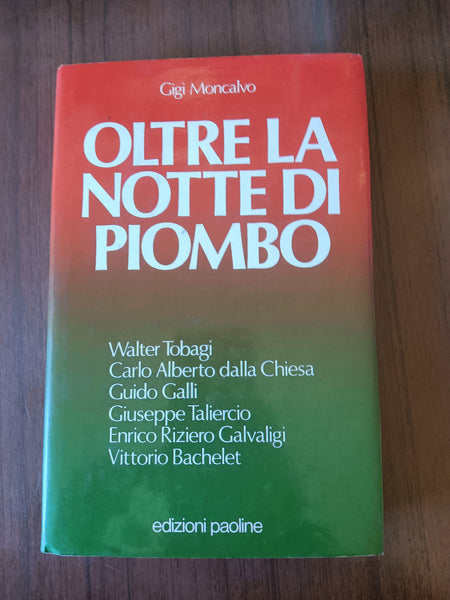 Gigi Moncalvo
OLTRE LA
NOTTE DI
PIOMBO
Walter Tobagi
Carlo Alberto dalla Chiesa
Guido Galli
Giuseppe Taliercio
Enrico Riziero Galvaligi
Vittorio Bachelet
edizioni paoline